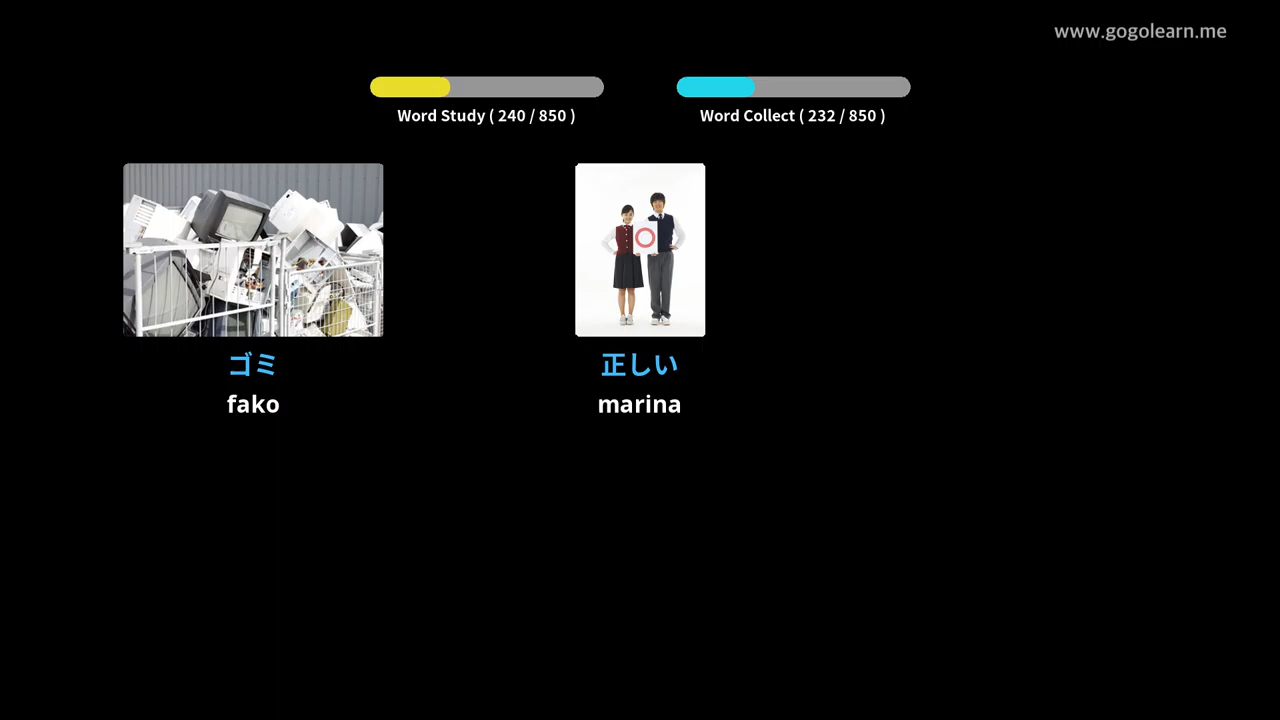 www.gogolearn.me
Word Study ( 240 / 850 )
Word Collect ( 232 / 850 )
ゴミ
fako
正しい
marina